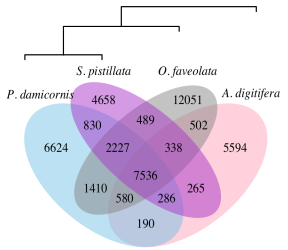 S. pistillata O. faveolata
P. damicornis A. digitifera
4658 12051
830 489 502
6624 2227 338 5594
7536
1410 580 286 265
190